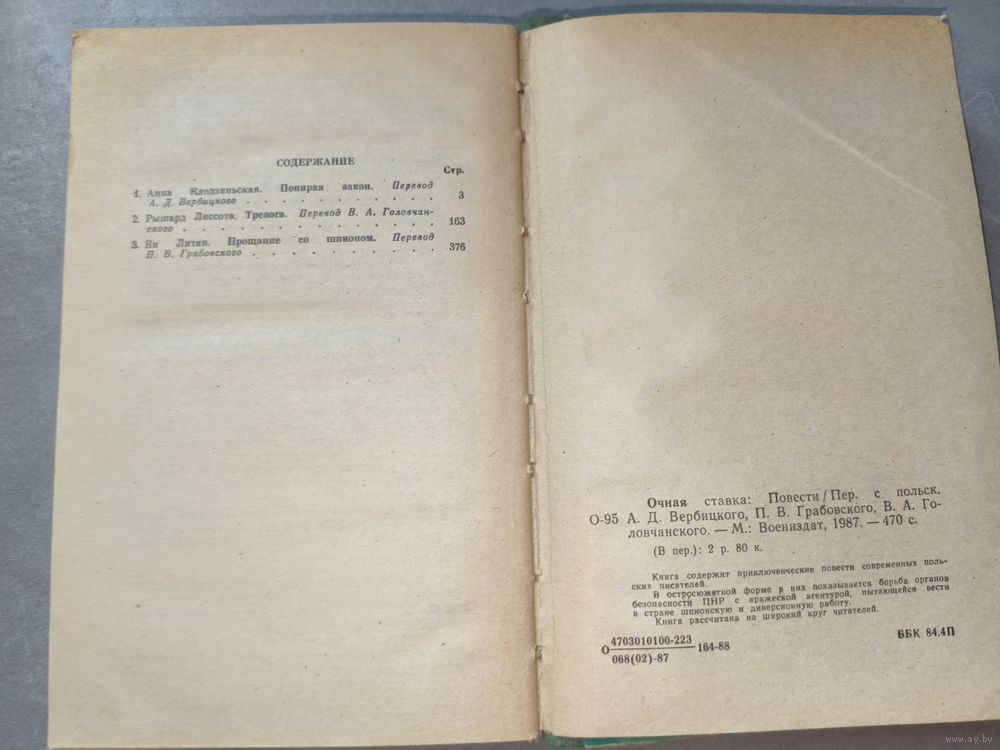 СОДЕРЖАНИЕ
Стр.
1. Анна Клодзиньская. Попирая закон. Перевод
А. Д. Вербицкого . . . . . . . . . . . 3
2. Рышард Лиссота. Тревога. Перевод В. А. Головчан-
ского . . . . . . . . . . . . . . 163
3. Ян Литан. Прощание со шпионом. Перевод
П. В. Грабовского . . . . . . . . . . . 376
Очная ставка: Повести / Пер. с польск.
О-95 А. Д. Вербицкого, П. В. Грабовского, В. А. Го-
ловчанского. — М.: Воениздат, 1987. — 470 с.
(В пер.): 2 р. 80 к.
Книга содержит приключенческие повести современных поль-
ских писателей.
В остросюжетной форме в них показывается борьба органов
безопасности ПНР с вражеской агентурой, пытающейся вести
в стране шпионскую и диверсионную работу.
Книга рассчитана на широкий круг читателей.
О 4703010100-223
068(02)-87
164-88
ББК 84.4П
www.ay.by